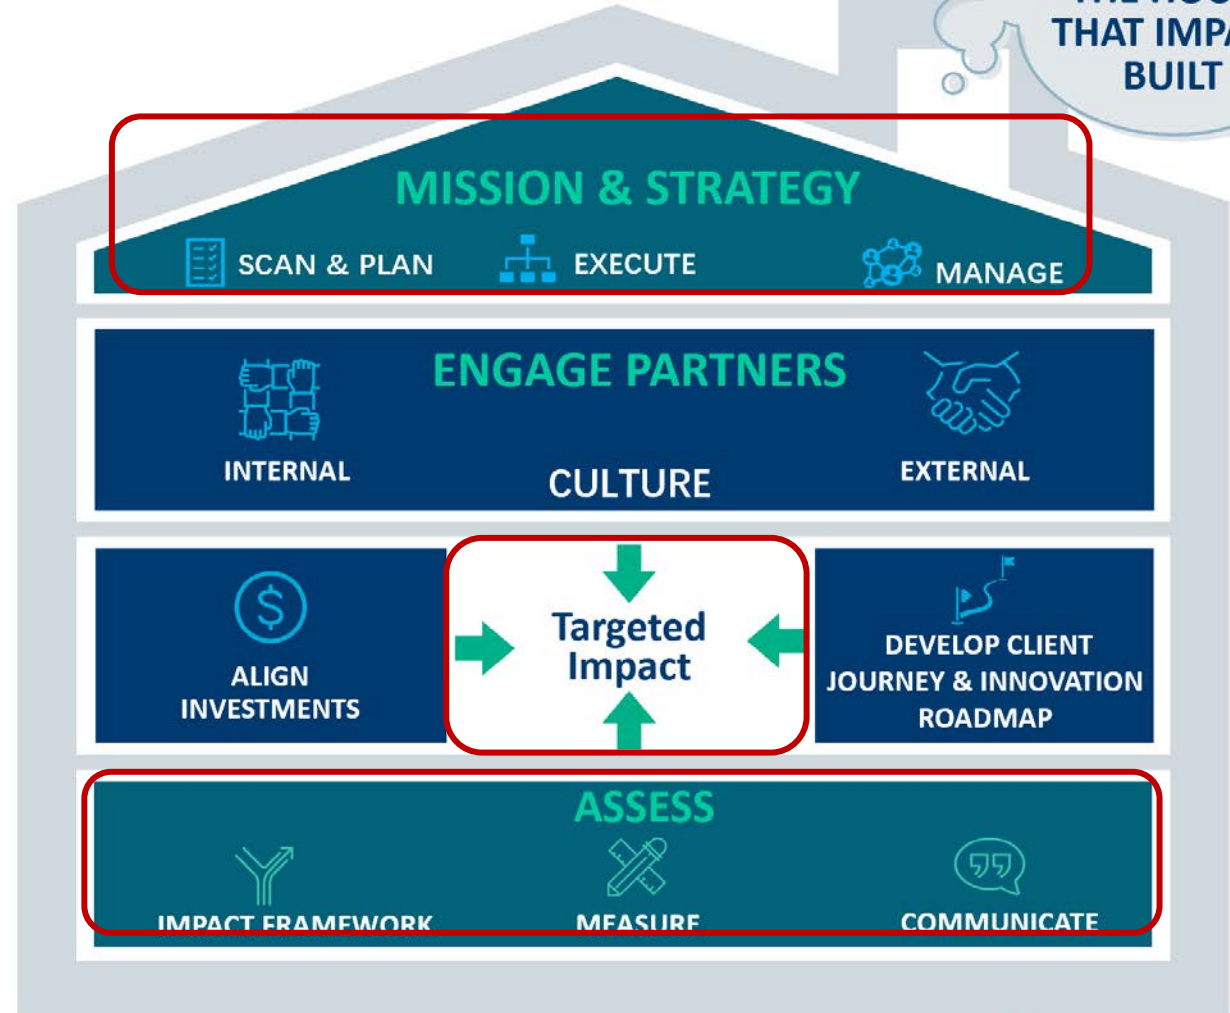 THAT IMPA
BUILT
MISSION & STRATEGY
SCAN & PLAN
EXECUTE
MANAGE
ENGAGE PARTNERS
INTERNAL
CULTURE
EXTERNAL
ALIGN
INVESTMENTS
Targeted
Impact
DEVELOP CLIENT
JOURNEY & INNOVATION
ROADMAP
ASSESS
IMPACT FRAMEWORK
MEASURE
COMMUNICATE